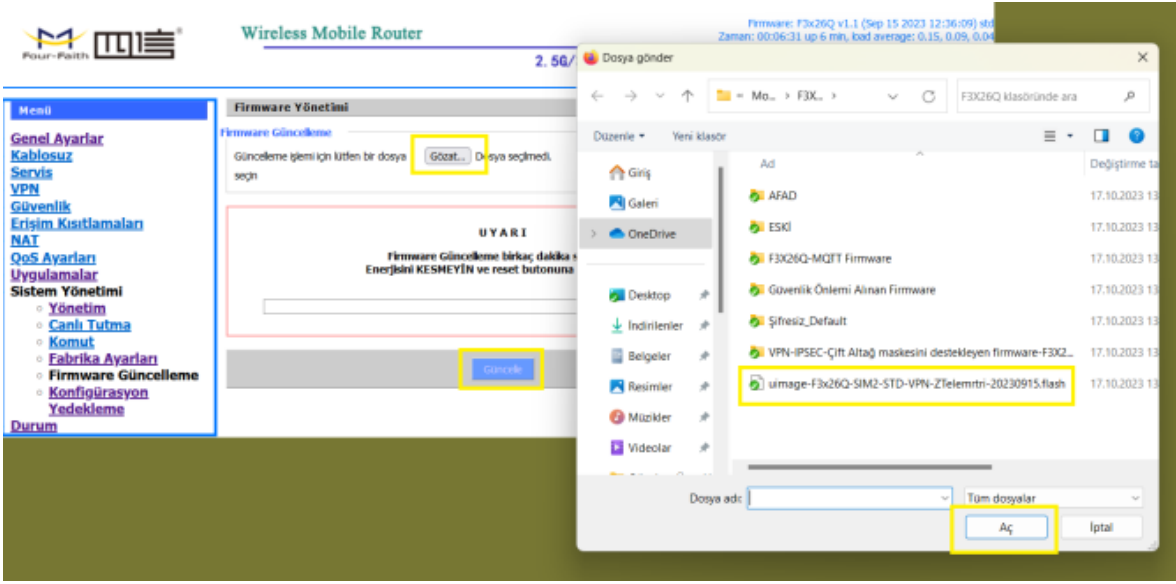 Four-Faith 四信
Wireless Mobile Router
Firmware: F3x26Q v1.1 (Sep 15 2023 12:36:09) std
Zaman: 00:06:31 up 6 min, load average: 0.15, 0.09, 0.04
2. 5G/
Menü
Genel Ayarlar
Kablosuz
Servis
VPN
Güvenlik
Erişim Kısıtlamaları
NAT
QoS Ayarları
Uygulamalar
Sistem Yönetimi
Yönetim
Canlı Tutma
Komut
Fabrika Ayarları
Firmware Güncelleme
Konfigürasyon
Yedekleme
Durum
Firmware Yönetimi
Firmware Güncelleme
Güncelleme işlemi için lütfen bir dosya Gözat... Dosya seçilmedi.
seçin
UYARI
Firmware Güncelleme birkaç dakika s
Enerjisini KESMEYİN ve reset butonuna
Güncele
Dosya gönder
Mo... > F3X... >
F3X26Q klasöründe ara
Düzenle Yeni klasör
Giriş
Galeri
OneDrive
Desktop
İndirilenler
Belgeler
Resimler
Müzikler
Videolar
Ad Değiştirme ta
AFAD 17.10.2023 13
ESKİ 17.10.2023 13
F3X26Q-MQTT Firmware 17.10.2023 13
Güvenlik Önlemi Alınan Firmware 17.10.2023 13
Şifresiz_Default 17.10.2023 13
VPN-IPSEC-Çift Altağ maskesini destekleyen firmware-F3X2... 17.10.2023 13
uimage-F3x26Q-SIM2-STD-VPN-ZTelemrtri-20230915.flash 17.10.2023 13
Dosya adı: Tüm dosyalar
Aç İptal